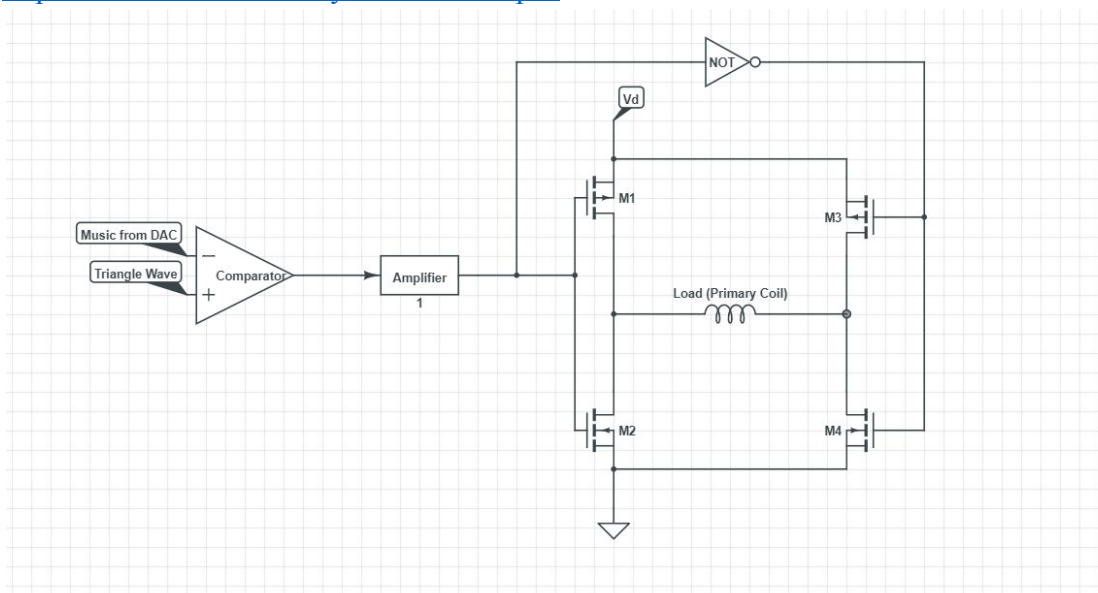 NOT
Vd
M1
M3
Music from DAC
Triangle Wave
−
+
Comparator
Amplifier
1
Load (Primary Coil)
M2
M4